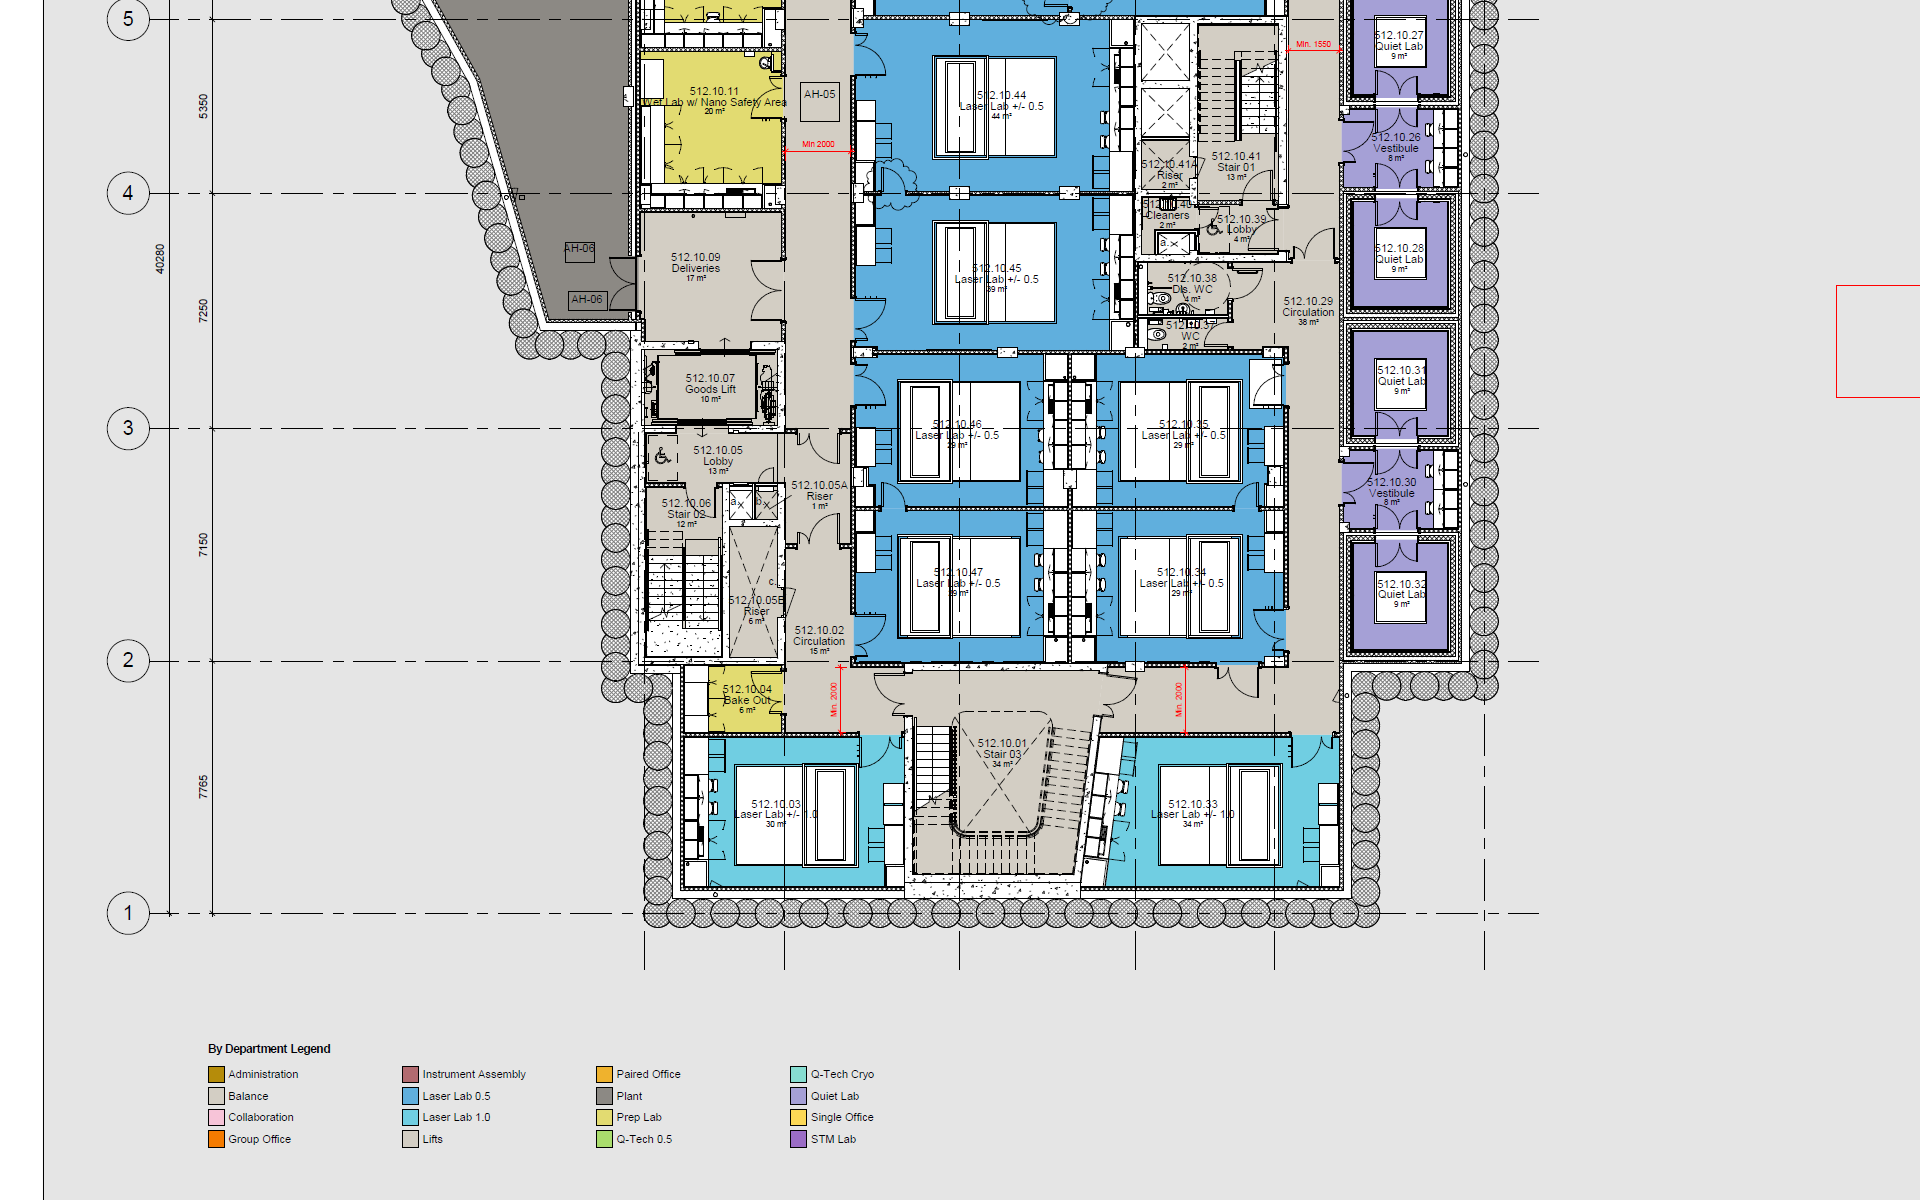 5
4
3
2
1
5350
7250
7150
7765
40280
512.10.11
Wet Lab w/ Nano Safety Area
20 m²
AH-05
Min 2000
512.10.44
Laser Lab +/- 0.5
44 m²
512.10.41
Stair 01
13 m²
512.10.41A
Riser
2 m²
Min. 1550
512.10.27
Quiet Lab
9 m²
512.10.26
Vestibule
8 m²
Cleaners
2 m²
a.
512.10.39
Lobby
4 m²
512.10.28
Quiet Lab
9 m²
AH-06
AH-06
512.10.09
Deliveries
17 m²
512.10.45
Laser Lab +/- 0.5
39 m²
512.10.38
Dis. WC
4 m²
WC
2 m²
512.10.29
Circulation
38 m²
512.10.07
Goods Lift
10 m²
512.10.31
Quiet Lab
9 m²
512.10.46
Laser Lab +/- 0.5
29 m²
512.10.35
Laser Lab +/- 0.5
29 m²
512.10.05
Lobby
13 m²
512.10.05A
Riser
1 m²
512.10.06
Stair 02
12 m²
a.
b.
c.
512.10.30
Vestibule
8 m²
512.10.47
Laser Lab +/- 0.5
29 m²
512.10.34
Laser Lab +/- 0.5
29 m²
512.10.32
Quiet Lab
9 m²
512.10.05B
Riser
6 m²
512.10.02
Circulation
15 m²
512.10.04
Bake Out
6 m²
Min. 2000
Min. 2000
512.10.01
Stair 03
34 m²
512.10.03
Laser Lab +/- 1.0
30 m²
512.10.33
Laser Lab +/- 1.0
34 m²
By Department Legend
Administration
Balance
Collaboration
Group Office
Instrument Assembly
Laser Lab 0.5
Laser Lab 1.0
Lifts
Paired Office
Plant
Prep Lab
Q-Tech 0.5
Q-Tech Cryo
Quiet Lab
Single Office
STM Lab